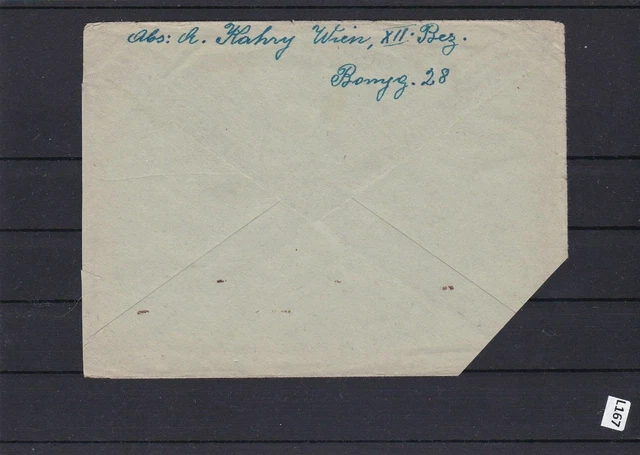 Abs: A. Kahry Wien, XII. Bez.
Bonyg. 28
L167